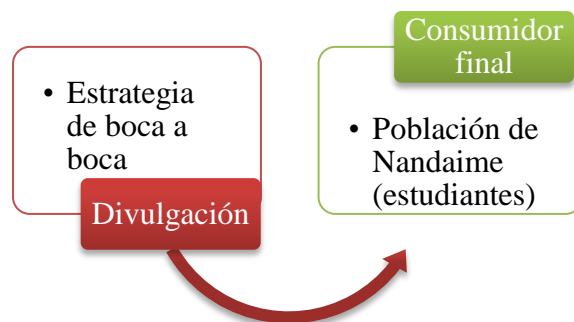 • Estrategia
de boca a
boca
Divulgación
Consumidor
final
• Población de
Nandaime
(estudiantes)